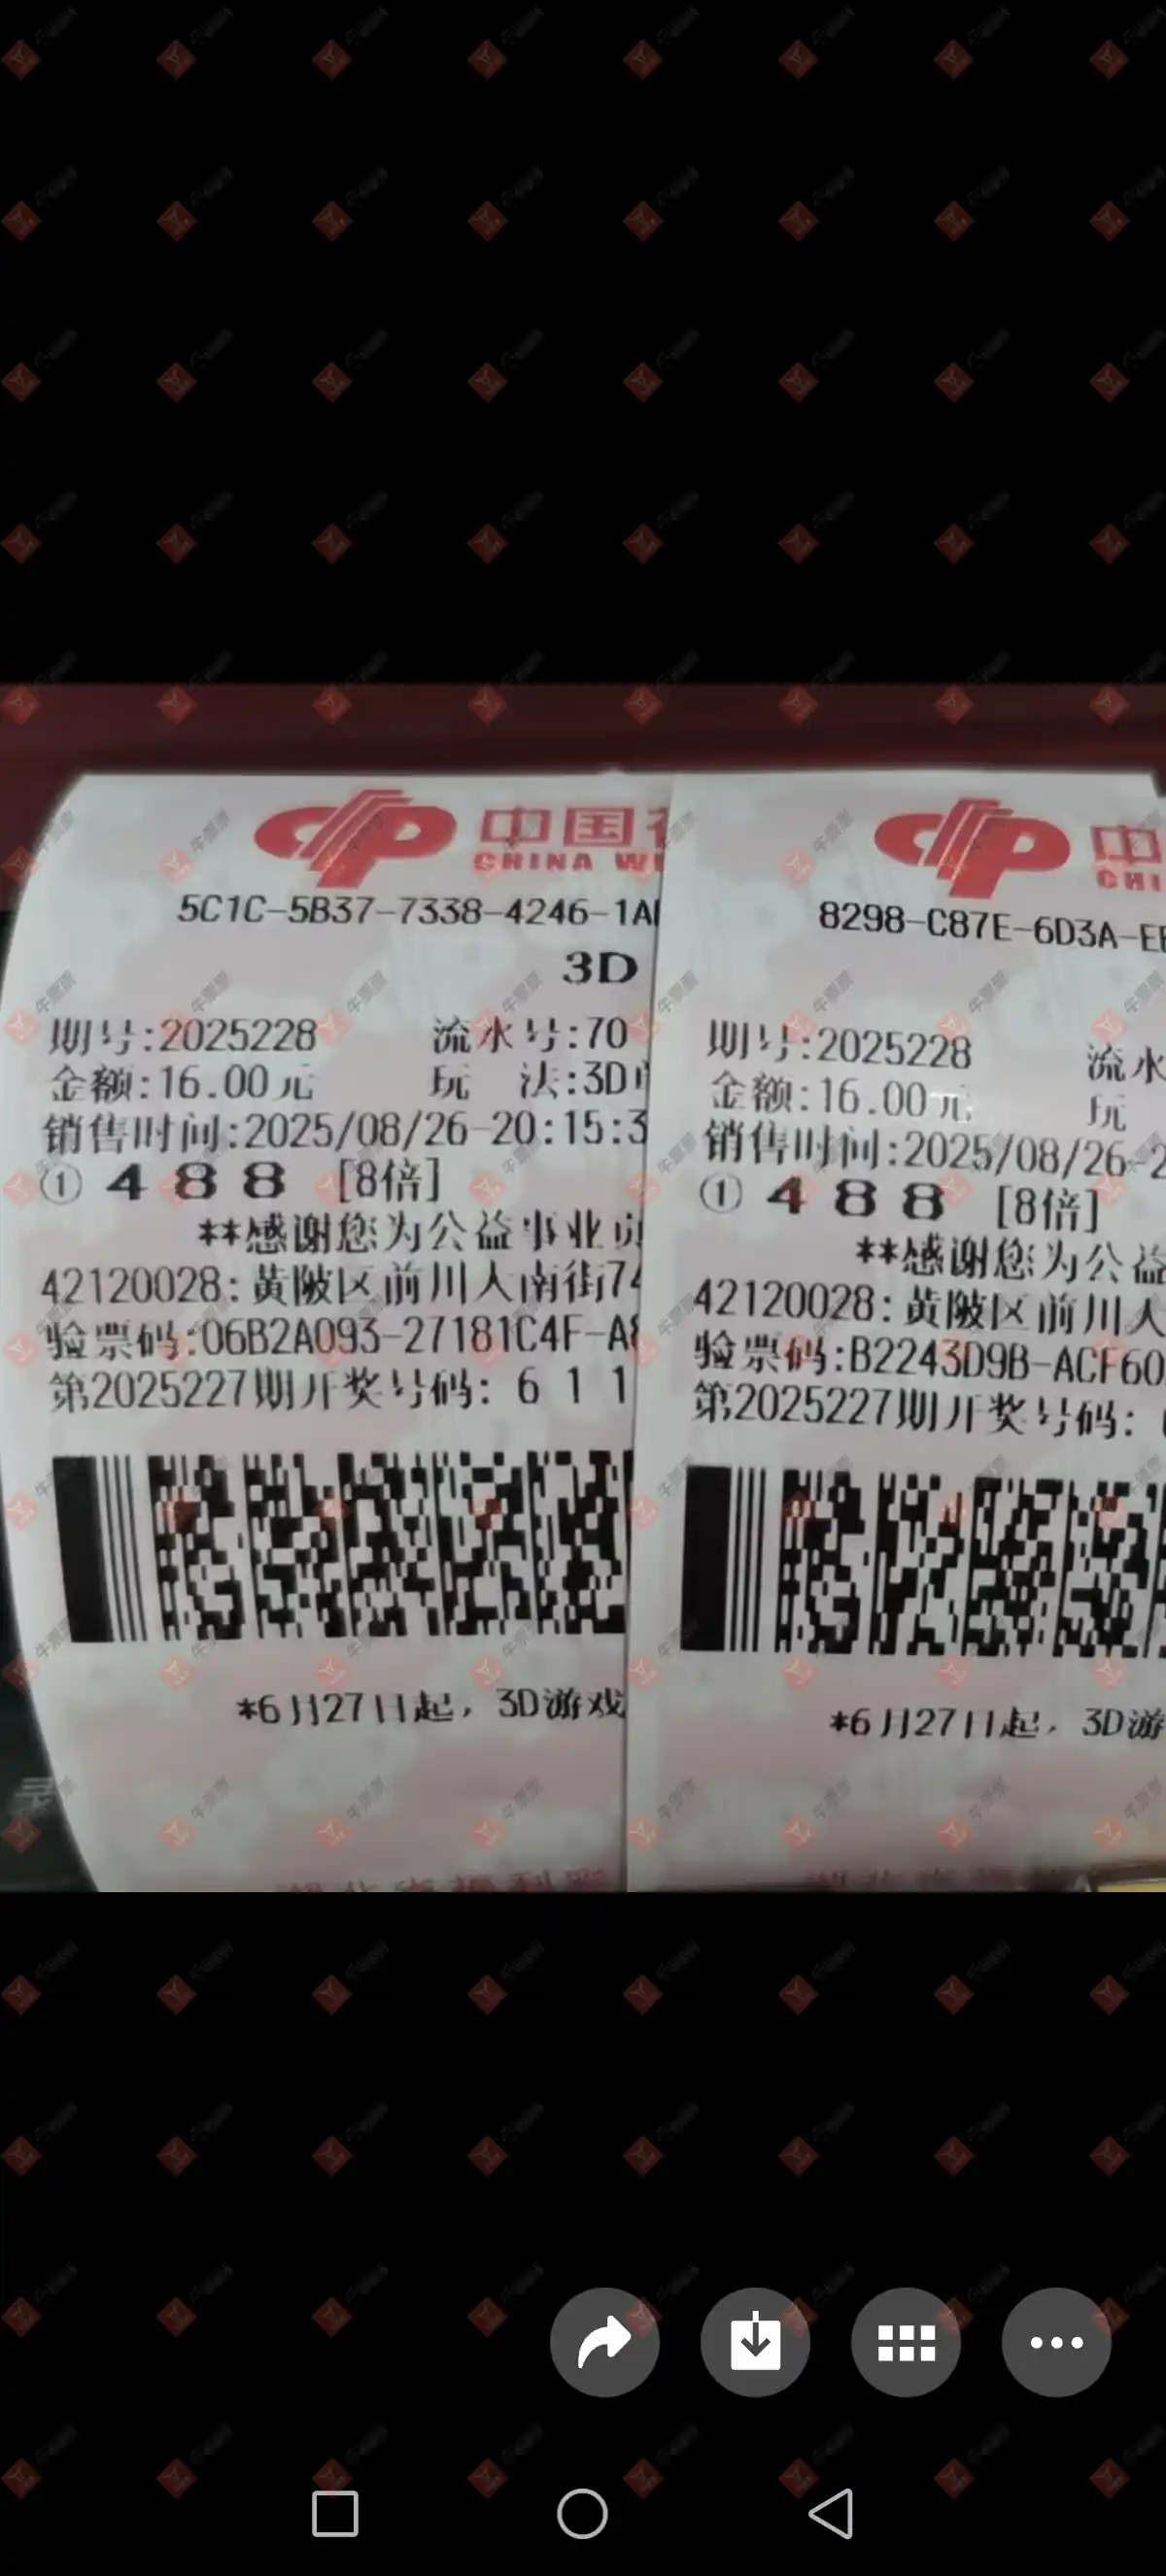 中国
CHINA W
5C1C-5B37-7338-4246-1A
3D
期号:2025228 流水号:70
金额:16.00元 玩 法:3D
销售时间:2025/08/26-20:15:3
① 4 8 8 [8倍]
**感谢您为公益事业
42120028: 黄陂区前川人南街74
验票码:06B2A093-27181C4F-A
第2025227期开奖号码: 6 1 1
*6月27日起, 3D游戏
中
CHI
8298-C87E-6D3A-E
期号:2025228 流水
金额:16.00元 玩
销售时间:2025/08/26-2
① 4 8 8 [8倍]
**感谢您为公益
42120028: 黄陂区前川人
验票码:B2243D9B-ACF60
第2025227期开奖号码:
*6月27日起, 3D游
牛票票